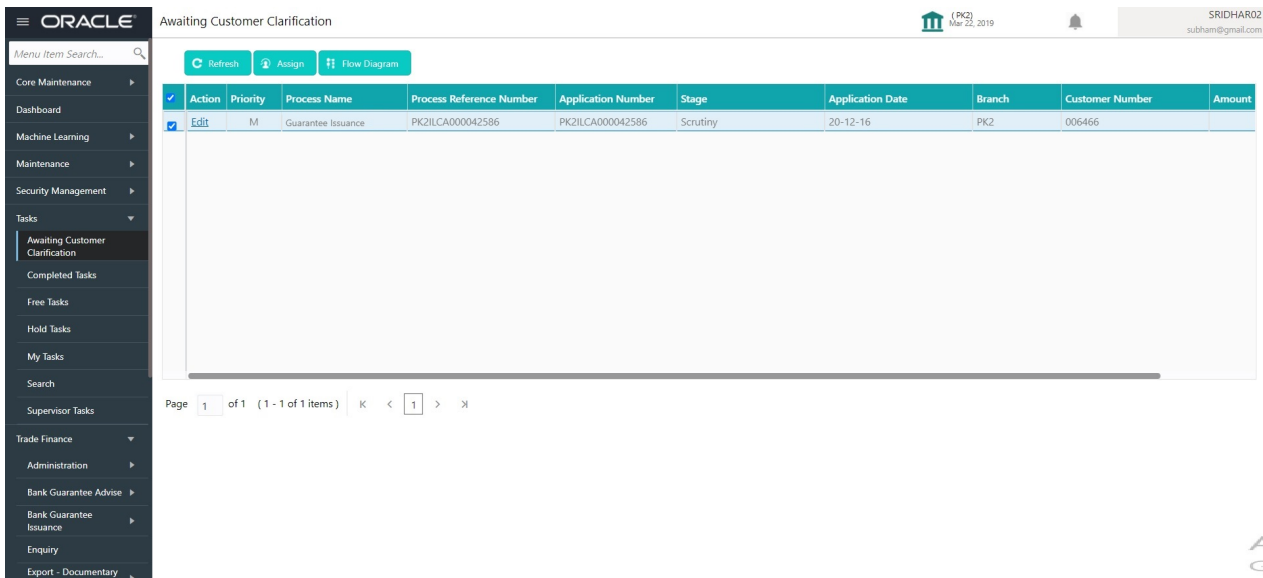 ORACLE
Awaiting Customer Clarification
(PK2)
Mar 22, 2019
SRIDHAR02
subham@gmail.com
Menu Item Search...
Core Maintenance
Dashboard
Machine Learning
Maintenance
Security Management
Tasks
Awaiting Customer
Clarification
Completed Tasks
Free Tasks
Hold Tasks
My Tasks
Search
Supervisor Tasks
Trade Finance
Administration
Bank Guarantee Advise
Bank Guarantee
Issuance
Enquiry
Export - Documentary
Refresh Assign Flow Diagram
Action Priority Process Name Process Reference Number Application Number Stage Application Date Branch Customer Number Amount
Edit M Guarantee Issuance PK2ILCA000042586 PK2ILCA000042586 Scrutiny 20-12-16 PK2 006466
Page 1 of 1 (1 - 1 of 1 items) K < 1 > >|